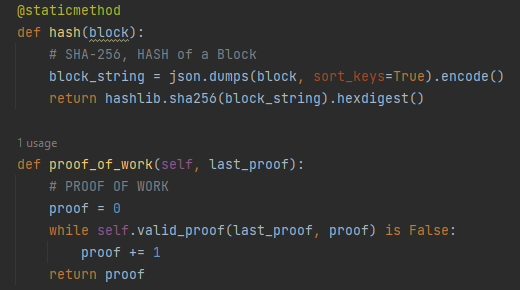 @staticmethod
def hash(block):
    # SHA-256, HASH of a Block
    block_string = json.dumps(block, sort_keys=True).encode()
    return hashlib.sha256(block_string).hexdigest()
1 usage
def proof_of_work(self, last_proof):
    # PROOF OF WORK
    proof = 0
    while self.valid_proof(last_proof, proof) is False:
        proof += 1
    return proof